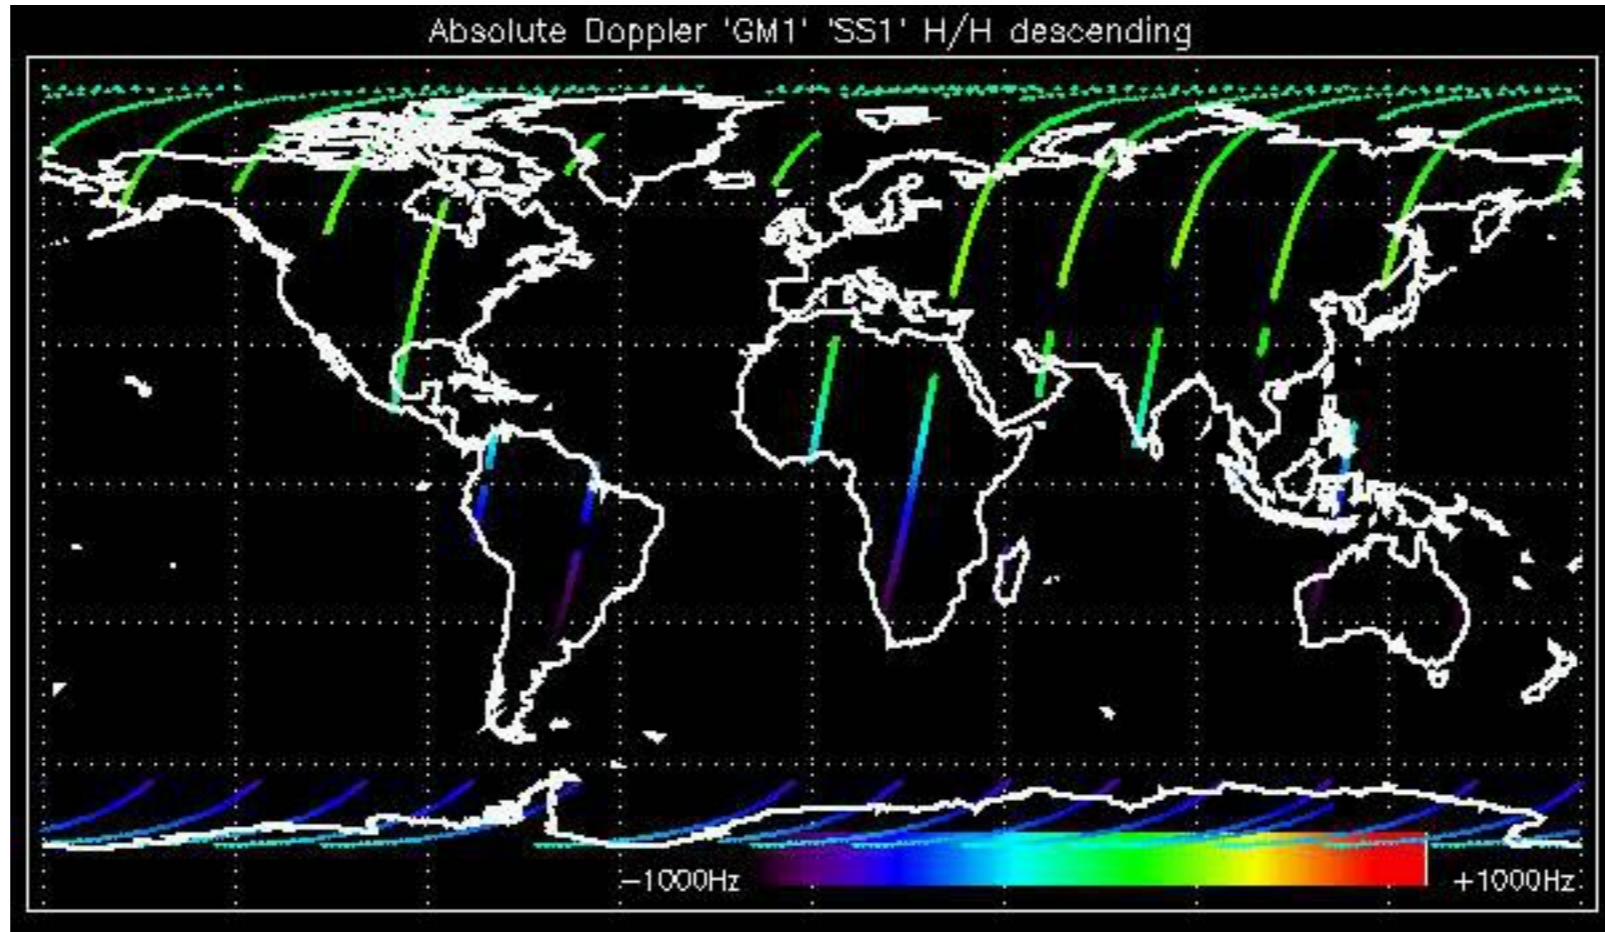 Absolute Doppler 'GM1' 'SS1' H/H descending
−1000Hz
+1000Hz